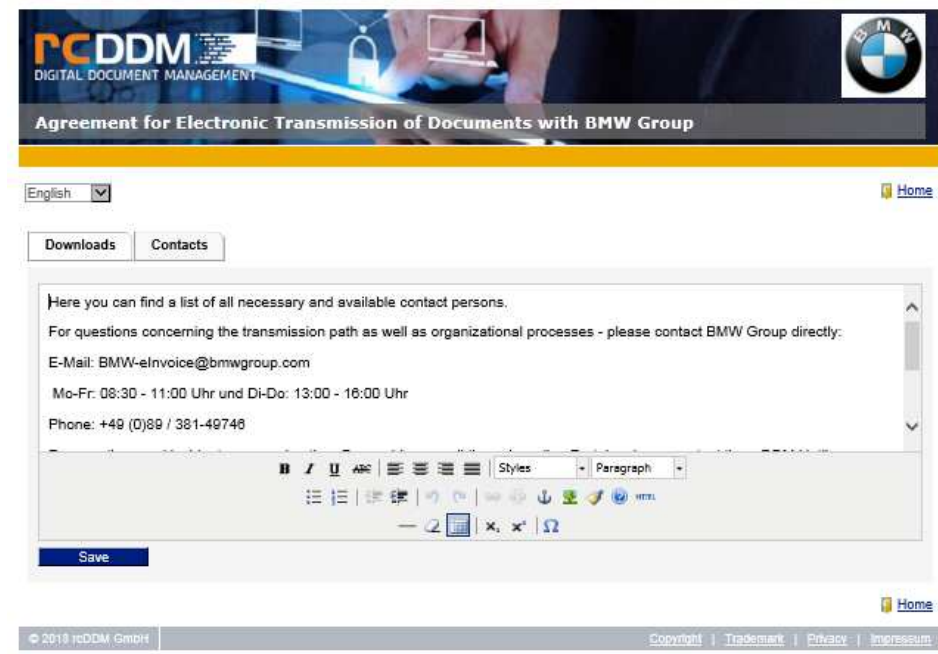 rcDDM
DIGITAL DOCUMENT MANAGEMENT
BMW
Agreement for Electronic Transmission of Documents with BMW Group
English
Home
Downloads Contacts
Here you can find a list of all necessary and available contact persons.
For questions concerning the transmission path as well as organizational processes - please contact BMW Group directly:
E-Mail: BMW-eInvoice@bmwgroup.com
Mo-Fr: 08:30 - 11:00 Uhr und Di-Do: 13:00 - 16:00 Uhr
Phone: +49 (0)89 / 381-49746
B I U ABC Styles Paragraph
HTML
x₂ x² Ω
Save
Home
© 2018 rcDDM GmbH Copyright | Trademark | Privacy | Impressum